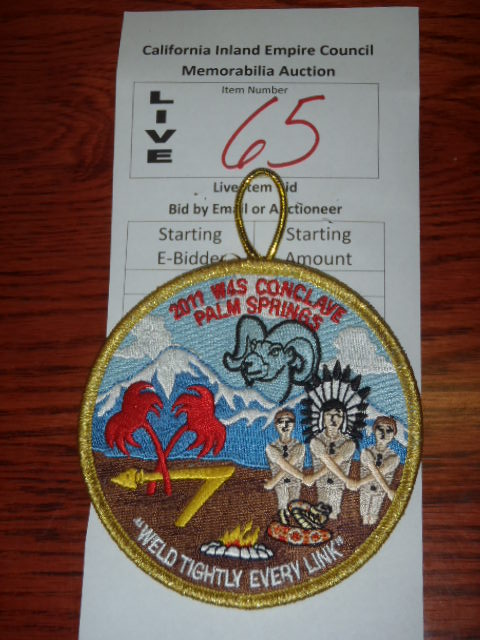 California Inland Empire Council
Memorabilia Auction
Item Number
LIVE
65
Live Item Bid
Bid by Email or Auctioneer
Starting
E-Bidder
Starting
Amount
2011 W4S CONCLAVE
PALM SPRINGS
"WELD TIGHTLY EVERY LINK"